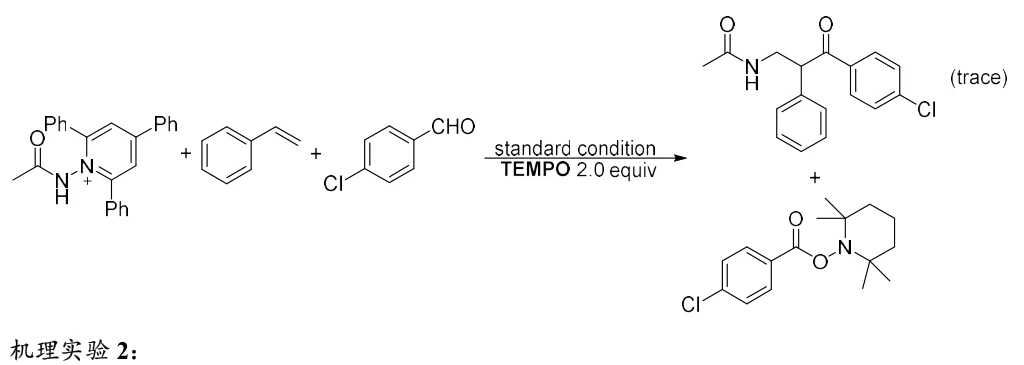 O
N
H
O
Cl
(trace)
Ph
Ph
O
N
H
N
+
Ph
+
+
CHO
Cl
standard condition
TEMPO 2.0 equiv
+
O
O
N
Cl
机理实验 2：